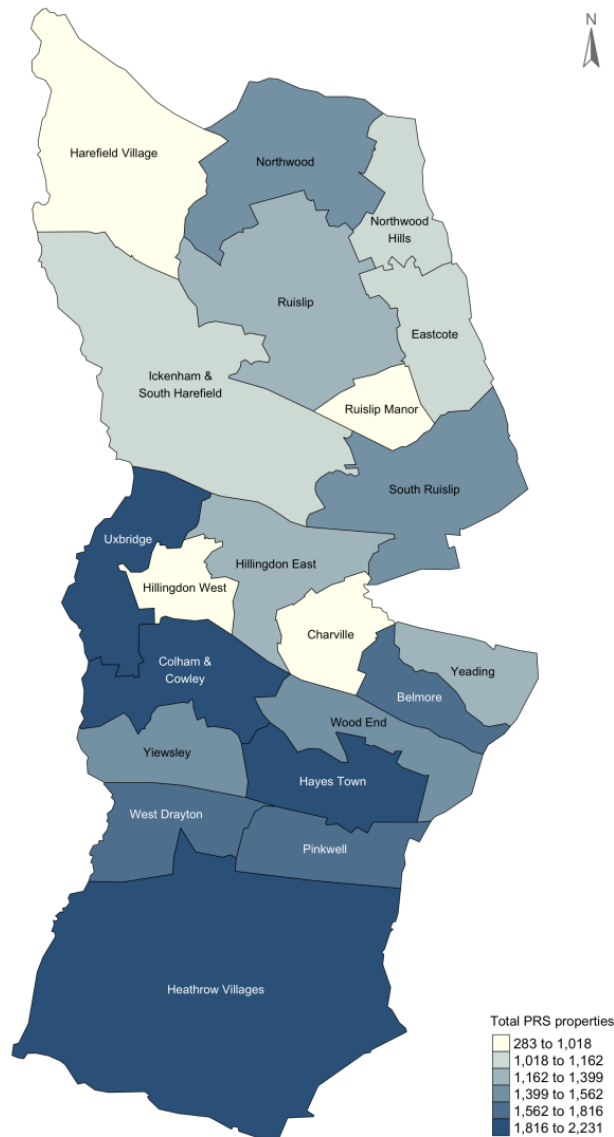 N
Harefield Village
Northwood
Northwood
Hills
Ruislip
Eastcote
Ickenham &
South Harefield
Ruislip Manor
South Ruislip
Uxbridge
Hillingdon East
Hillingdon West
Charville
Colham &
Cowley
Yeading
Belmore
Wood End
Yiewsley
Hayes Town
West Drayton
Pinkwell
Heathrow Villages
Total PRS properties
283 to 1,018
1,018 to 1,162
1,162 to 1,399
1,399 to 1,562
1,562 to 1,816
1,816 to 2,231